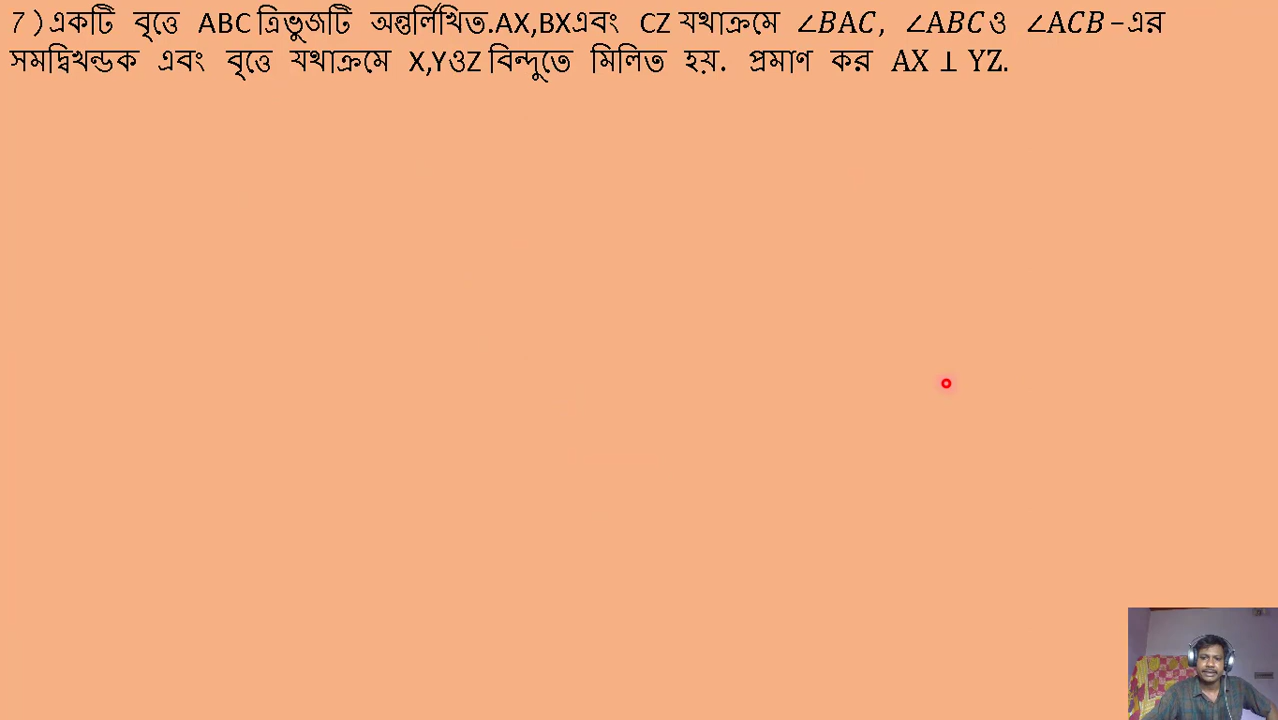 7)একটি বৃত্তে ABC ত্রিভুজটি অন্তর্লিখিত.AX,BXএবং CZ যথাক্রমে ∠BAC, ∠ABC ও ∠ACB –এর
সমদ্বিখন্ডক এবং বৃত্তে যথাক্রমে X,YওZ বিন্দুতে মিলিত হয়. প্রমাণ কর AX ⊥ YZ.